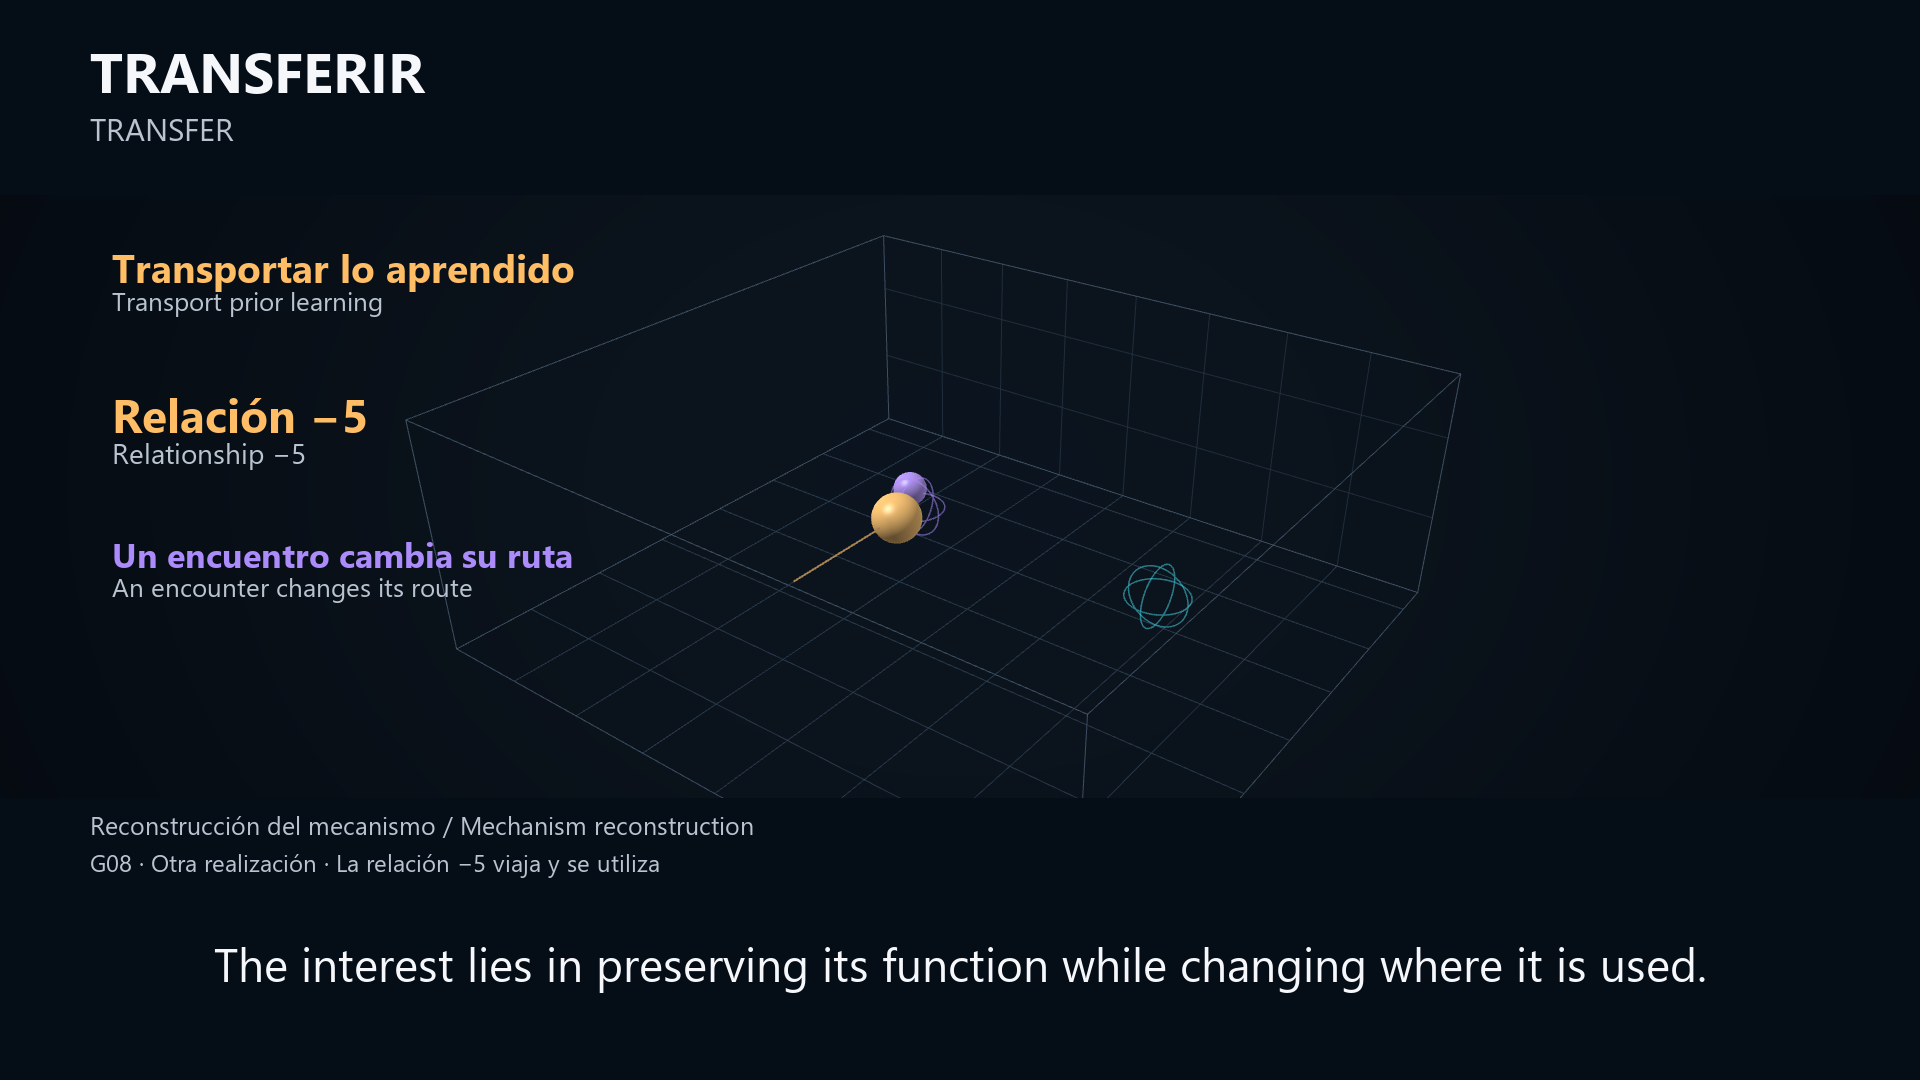 TRANSFERIR
TRANSFER
Transportar lo aprendido
Transport prior learning
Relación −5
Relationship −5
Un encuentro cambia su ruta
An encounter changes its route
Reconstrucción del mecanismo / Mechanism reconstruction
G08 · Otra realización · La relación −5 viaja y se utiliza
The interest lies in preserving its function while changing where it is used.